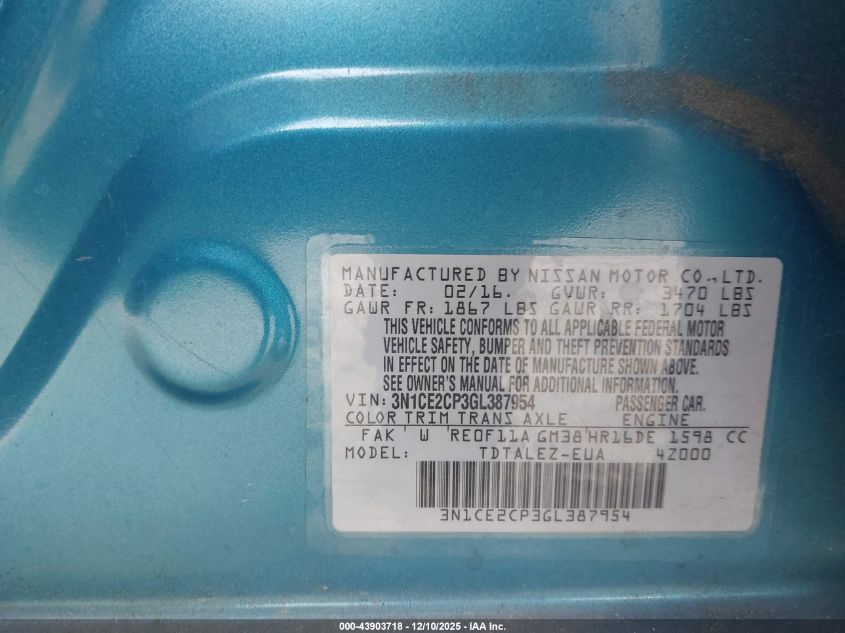 MANUFACTURED BY NISSAN MOTOR CO.,LTD.
DATE: 02/16. GVWR: 3470 LBS
GAWR FR: 1867 LBS GAWR RR: 1704 LBS
THIS VEHICLE CONFORMS TO ALL APPLICABLE FEDERAL MOTOR
VEHICLE SAFETY, BUMPER AND THEFT PREVENTION STANDARDS
IN EFFECT ON THE DATE OF MANUFACTURE SHOWN ABOVE.
SEE OWNER'S MANUAL FOR ADDITIONAL INFORMATION.
VIN: 3N1CE2CP3GL387954 PASSENGER CAR.
COLOR TRIM TRANS AXLE ENGINE
FAK' W 'RE0F11A GM38'HR16DE 1598 CC
MODEL: TDTALEZ-EUA 4Z000
3N1CE2CP3GL387954
000-43903718 - 12/10/2025 - IAA Inc.